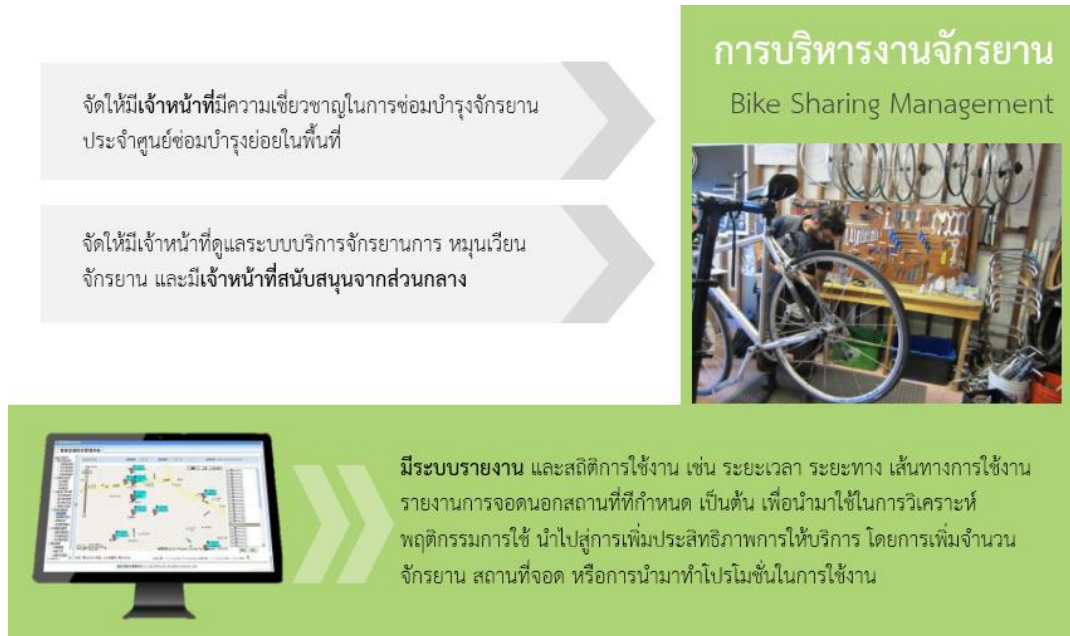 การบริหารงานจักรยาน
Bike Sharing Management
จัดให้มีเจ้าหน้าที่มีความเชี่ยวชาญในการซ่อมบำรุงจักรยาน
ประจำศูนย์ซ่อมบำรุงย่อยในพื้นที่
จัดให้มีเจ้าหน้าที่ดูแลระบบบริการจักรยานการ หมุนเวียน
จักรยาน และมีเจ้าหน้าที่สนับสนุนจากส่วนกลาง
มีระบบรายงาน และสถิติการใช้งาน เช่น ระยะเวลา ระยะทาง เส้นทางการใช้งาน
รายงานการจอดนอกสถานที่ที่กำหนด เป็นต้น เพื่อนำมาใช้ในการวิเคราะห์
พฤติกรรมการใช้ นำไปสู่การเพิ่มประสิทธิภาพการให้บริการ โดยการเพิ่มจำนวน
จักรยาน สถานที่จอด หรือการนำมาทำโปรโมชั่นในการใช้งาน